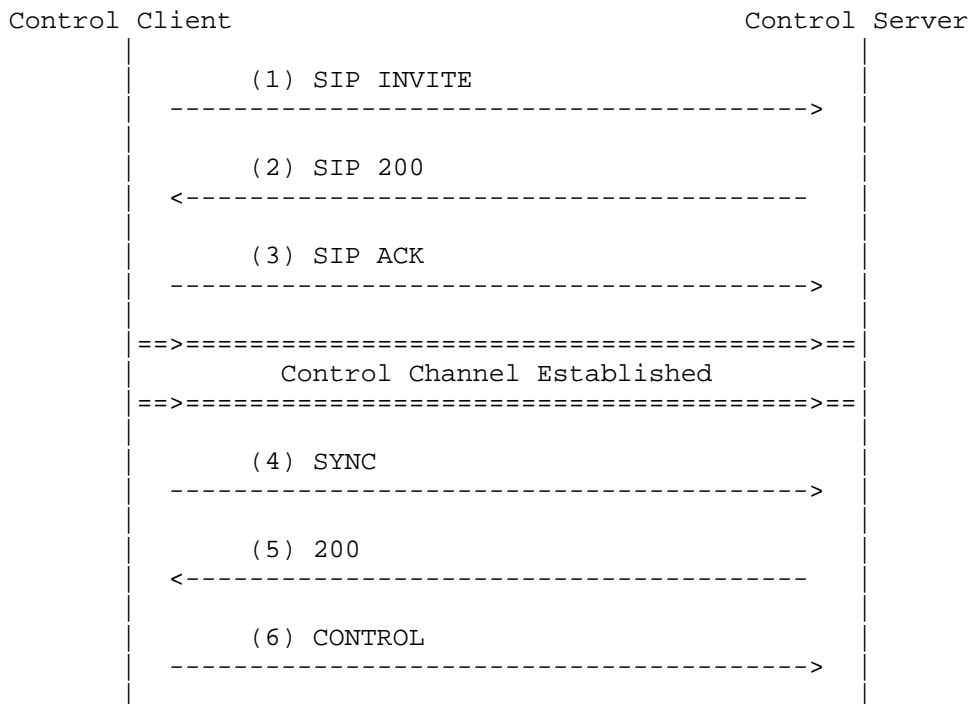 Control Client Control Server
(1) SIP INVITE
--------------------------------------->
(2) SIP 200
<---------------------------------------
(3) SIP ACK
--------------------------------------->
==>=======================================>==
Control Channel Established
==>=======================================>==
(4) SYNC
--------------------------------------->
(5) 200
<---------------------------------------
(6) CONTROL
--------------------------------------->